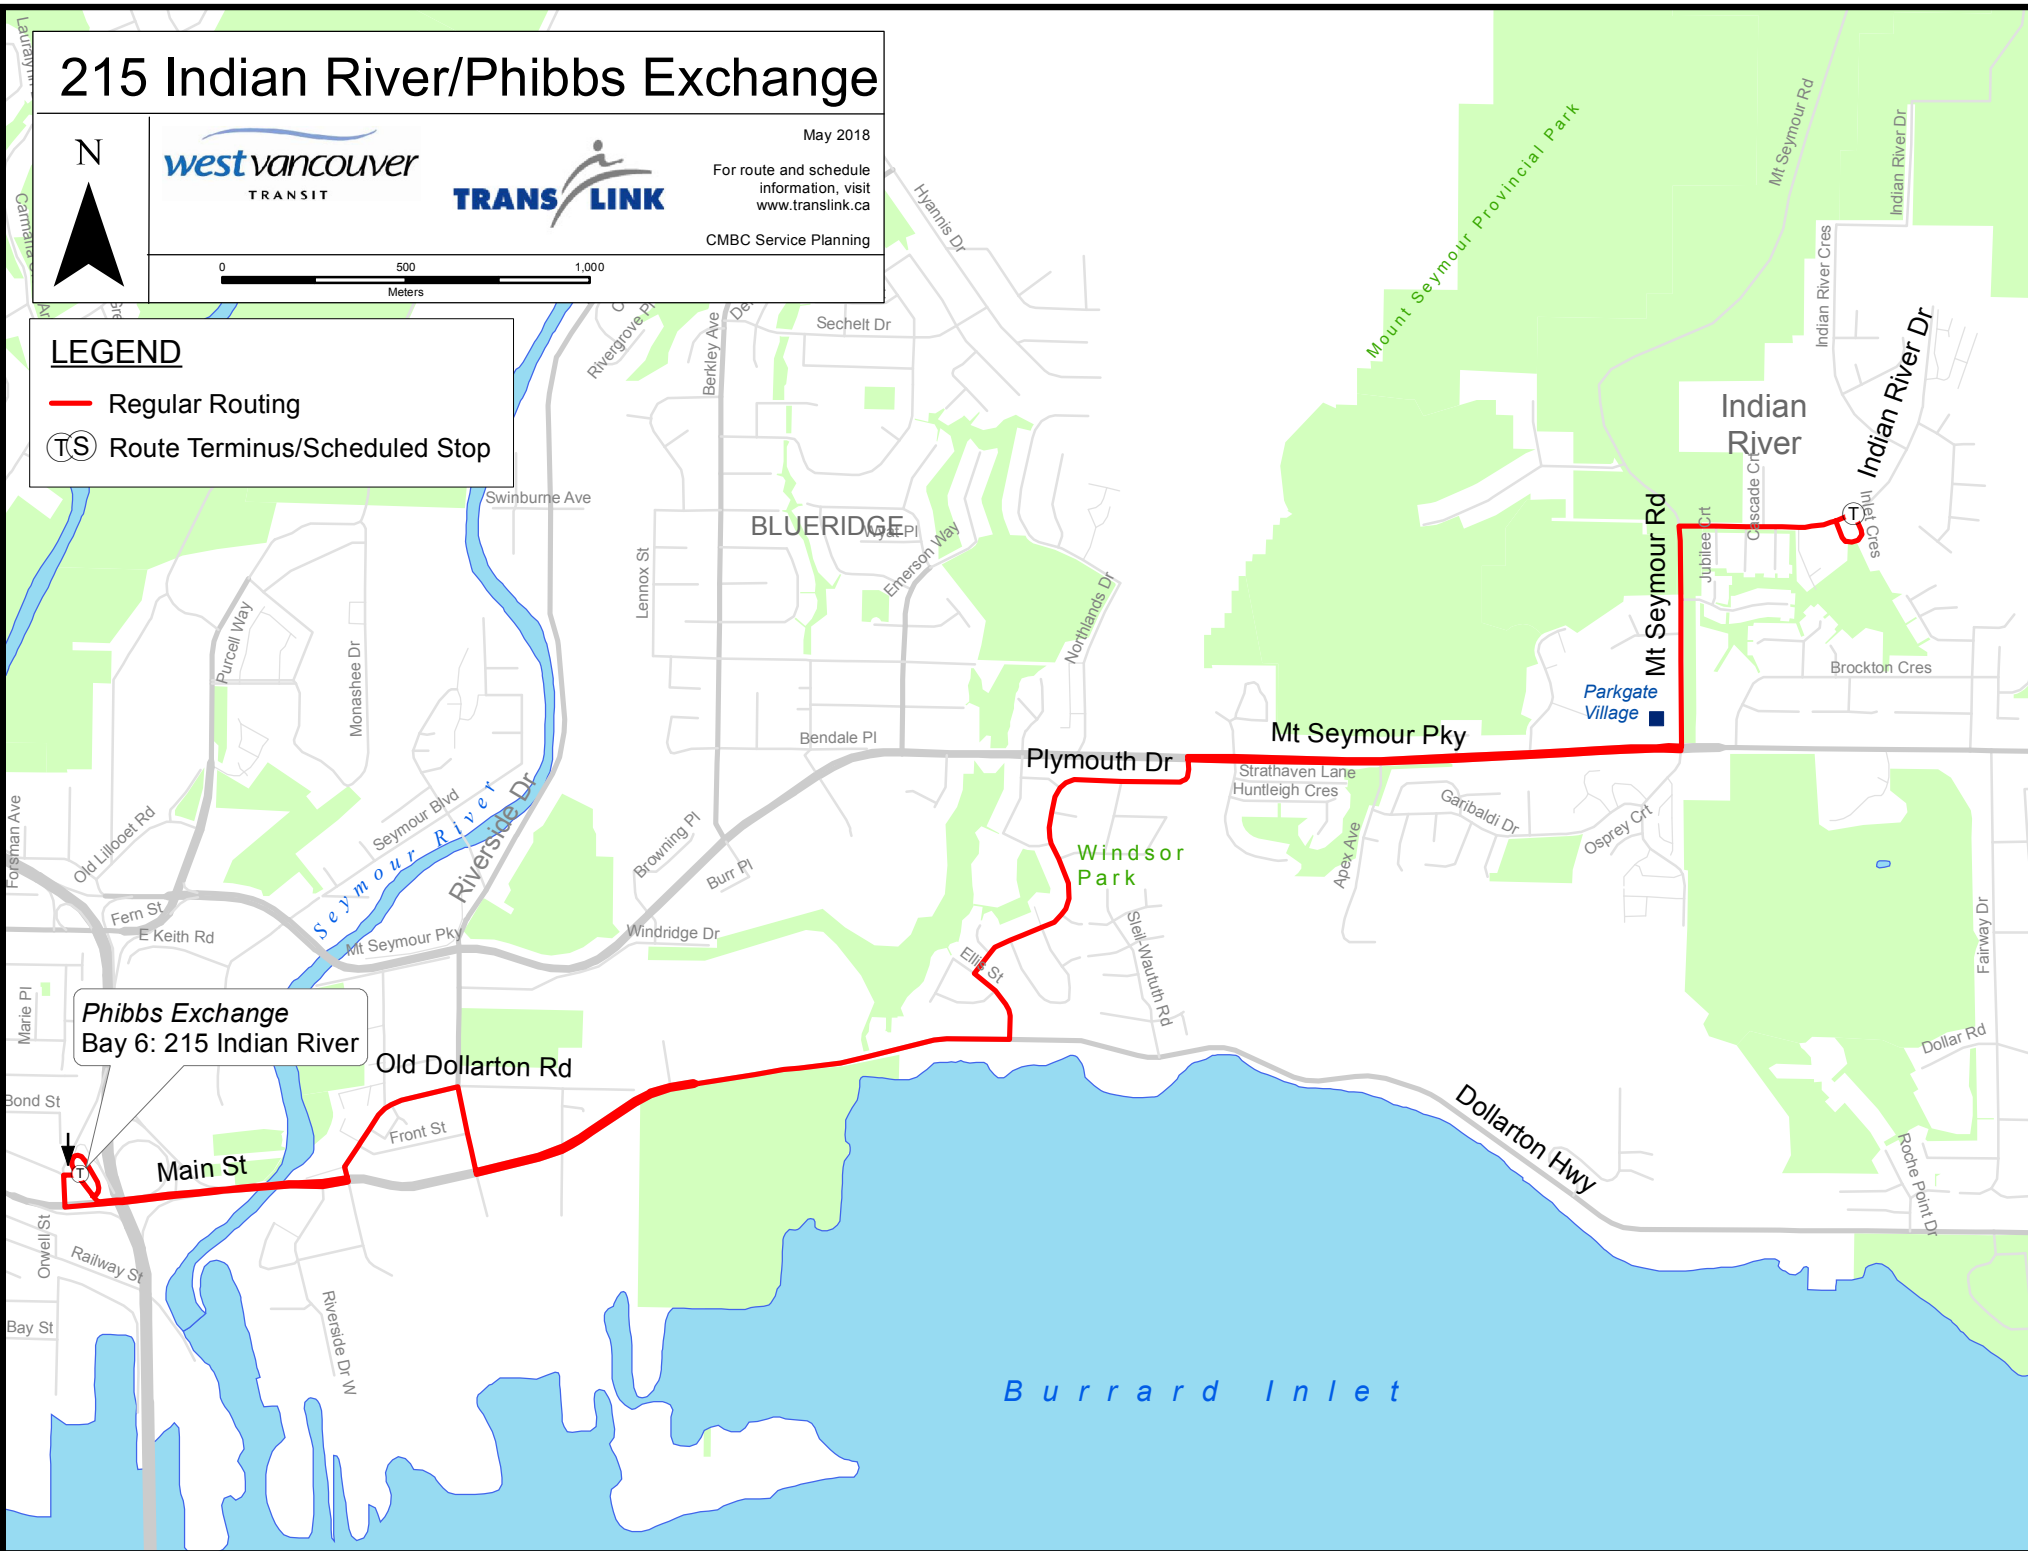 215 Indian River/Phibbs Exchange
N
west vancouver
TRANSIT
TRANS LINK
May 2018
For route and schedule
information, visit
www.translink.ca
CMBC Service Planning
0 500 1,000
Meters
LEGEND
Regular Routing
TS Route Terminus/Scheduled Stop
Hyannis Dr
Sechelt Dr
Rivergrove Pl
Berkley Ave
Mount Seymour Provincial Park
Mt Seymour Rd
Indian River Dr
Indian River Cres
Indian River Dr
Indian
River
Cascade Crt
Jubilee Crt
Inlet Cres
T
Mt Seymour Rd
Swinburne Ave
BLUERIDGE
Wyat Pl
Emerson Way
Lennox St
Northlands Dr
Purcell Way
Monashee Dr
Brockton Cres
Parkgate
Village
Bendale Pl
Plymouth Dr
Mt Seymour Pky
Strathaven Lane
Huntleigh Cres
Garibaldi Dr
Osprey Crt
Apex Ave
Forsman Ave
Old Lillooet Rd
Seymour Blvd
Seymour River
Riverside Dr
Browning Pl
Burr Pl
Windsor
Park
Fern St
E Keith Rd
Mt Seymour Pky
Windridge Dr
Ellis St
Sleil-Waututh Rd
Fairway Dr
Marie Pl
Phibbs Exchange
Bay 6: 215 Indian River
Old Dollarton Rd
Dollar Rd
Bond St
Front St
T
Main St
Dollarton Hwy
Roche Point Dr
Orwell St
Railway St
Bay St
Riverside Dr W
Burrard Inlet